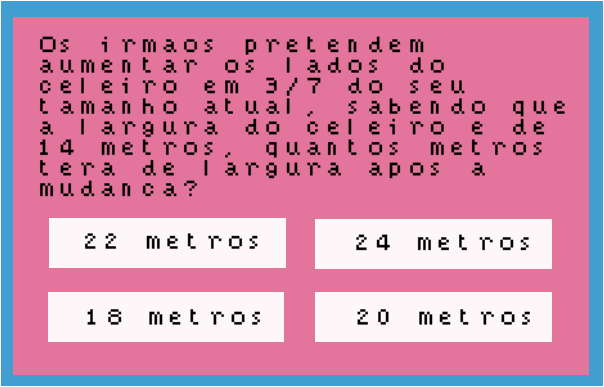 Os irmaos pretendem
aumentar os lados do
celeiro em 3/7 do seu
tamanho atual, sabendo que
a largura do celeiro e de
14 metros, quantos metros
tera de largura apos a
mudanca?
22 metros
24 metros
18 metros
20 metros